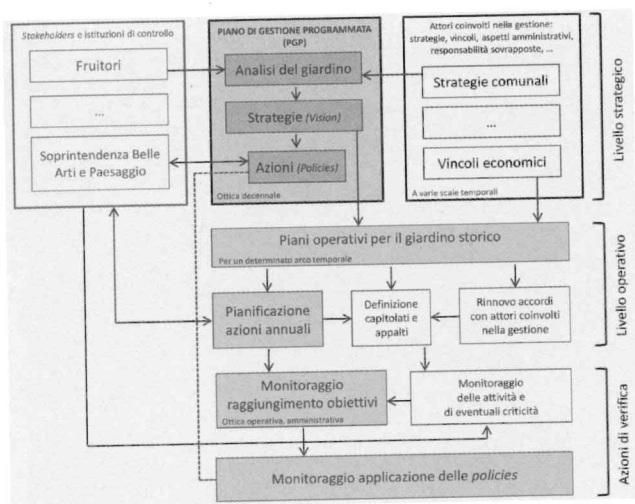 Stakeholders e istituzioni di controllo
Fruitori
...
Soprintendenza Belle
Arti e Paesaggio
PIANO DI GESTIONE PROGRAMMATA
(PGP)
Analisi del giardino
Strategie (Vision)
Azioni (Policies)
Ottica decennale
Attori coinvolti nella gestione:
strategie, vincoli, aspetti amministrativi,
responsabilità sovrapposte, ...
Strategie comunali
...
Vincoli economici
A varie scale temporali
Livello strategico
Piani operativi per il giardino storico
Per un determinato arco temporale
Pianificazione
azioni annuali
Definizione
capitolati e
appalti
Rinnovo accordi
con attori coinvolti
nella gestione
Livello operativo
Monitoraggio
raggiungimento obiettivi
Ottica operativa, amministrativa
Monitoraggio
delle attività e
di eventuali criticità
Monitoraggio applicazione delle policies
Azioni di verifica